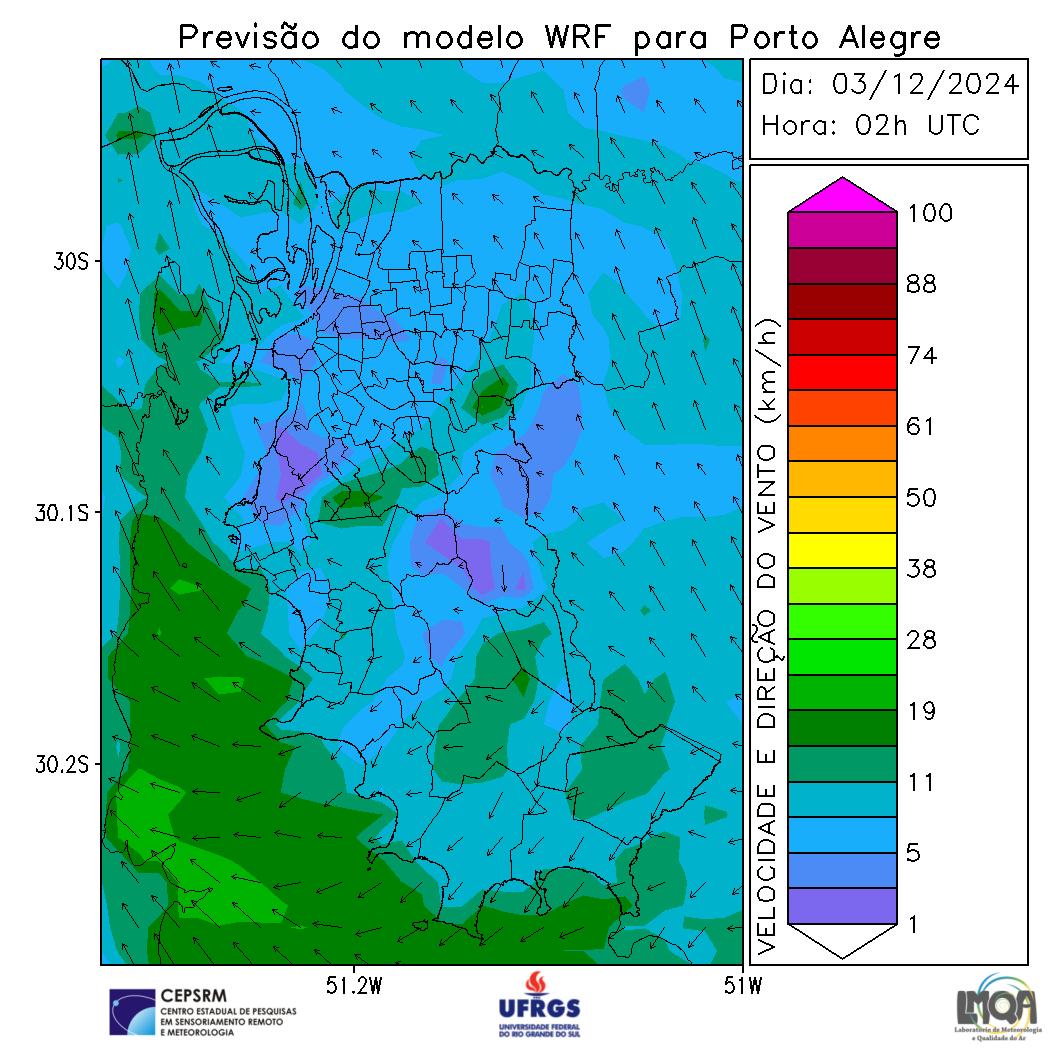 Previsão do modelo WRF para Porto Alegre
Dia: 03/12/2024
Hora: 02h UTC
30S
30.1S
30.2S
51.2W
51W
VELOCIDADE E DIREÇÃO DO VENTO (km/h)
100
88
74
61
50
38
28
19
11
5
1
CEPSRM
CENTRO ESTADUAL DE PESQUISAS
EM SENSORIAMENTO REMOTO
E METEOROLOGIA
UFRGS
UNIVERSIDADE FEDERAL
DO RIO GRANDE DO SUL
LMQA
Laboratório de Meteorologia
e Qualidade do Ar